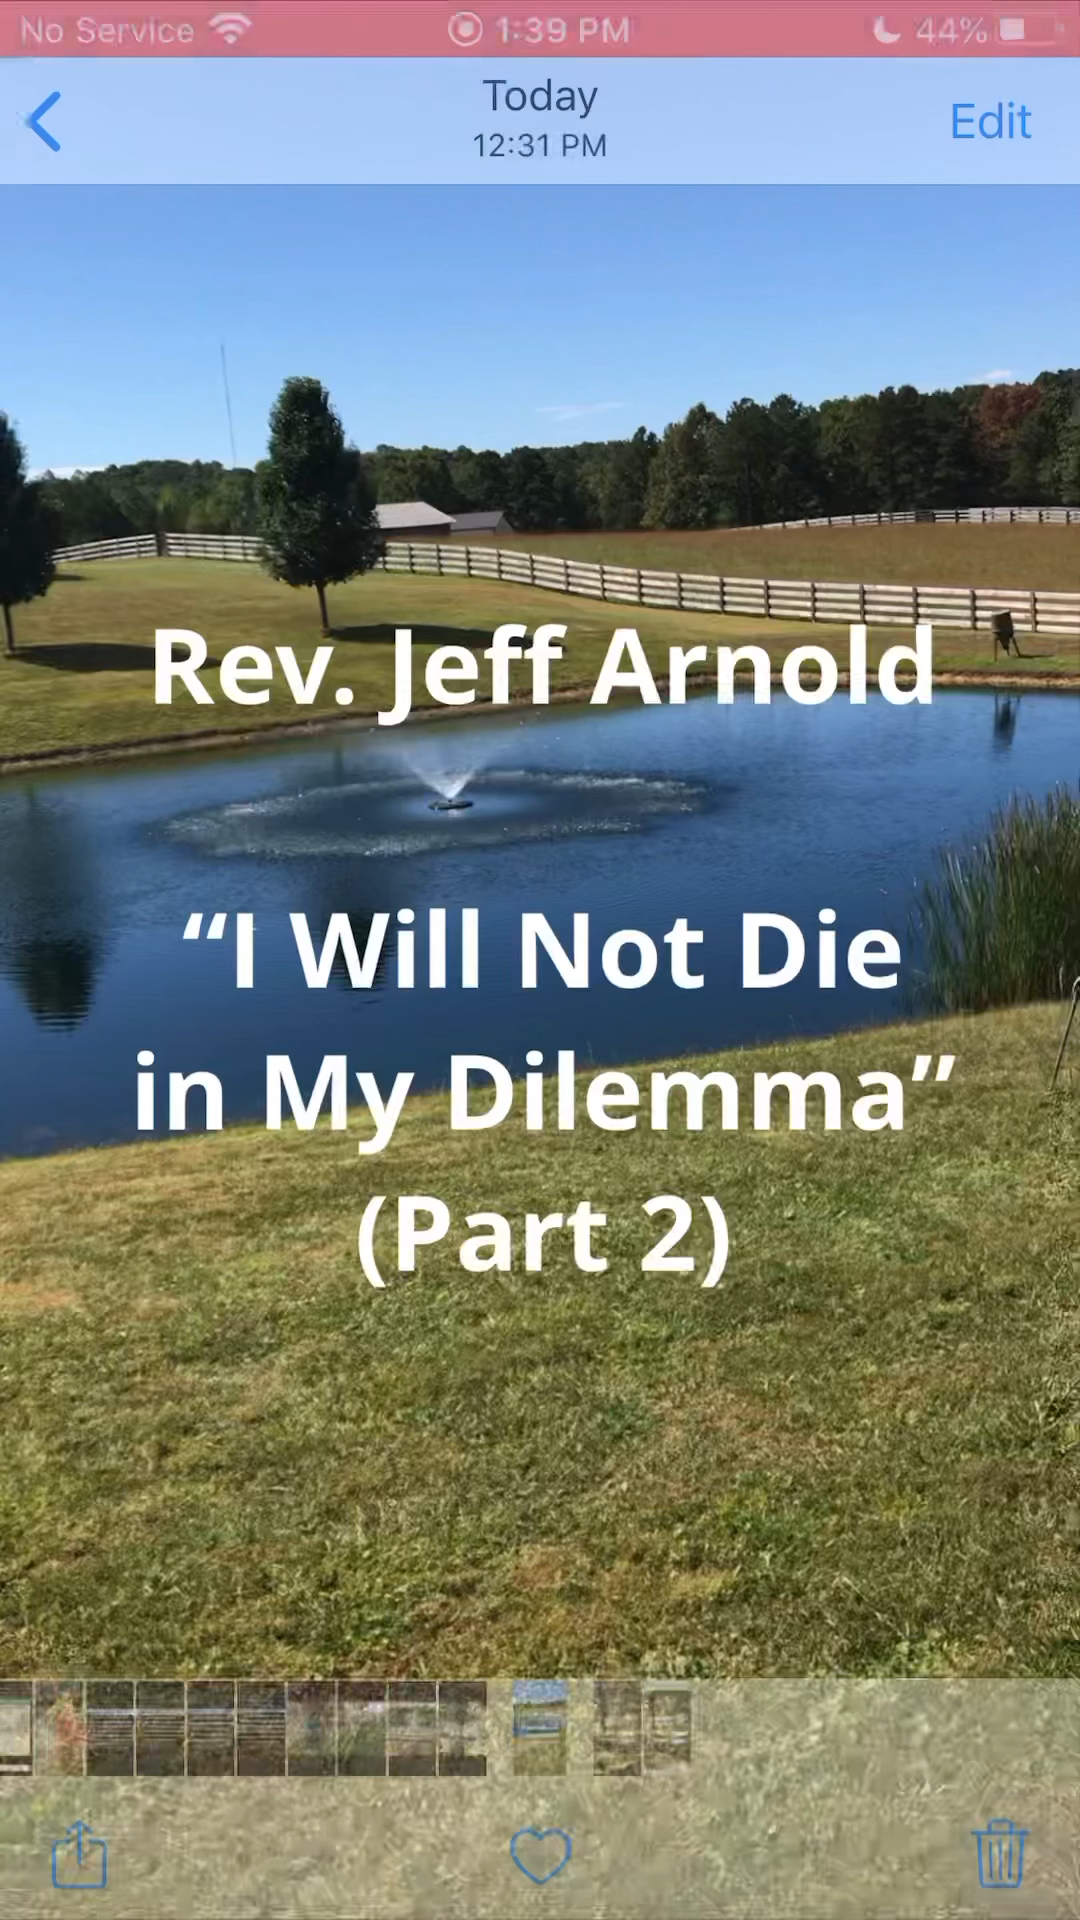 No Service 1:39 PM 44%
Today
12:31 PM
Edit
Rev. Jeff Arnold
“I Will Not Die
in My Dilemma”
(Part 2)